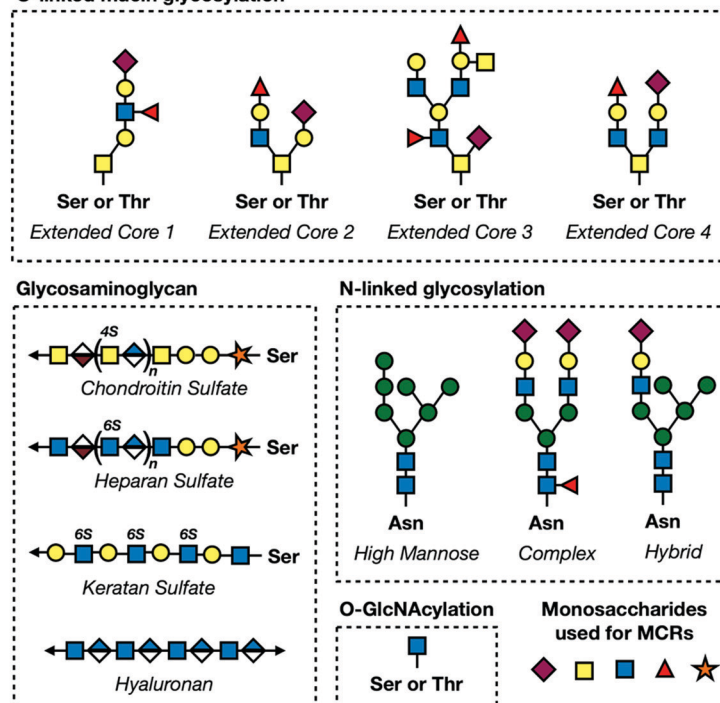 O-linked mucin glycosylation
Ser or Thr
Extended Core 1
Ser or Thr
Extended Core 2
Ser or Thr
Extended Core 3
Ser or Thr
Extended Core 4
Glycosaminoglycan
4S
n
Ser
Chondroitin Sulfate
6S
n
Ser
Heparan Sulfate
6S 6S 6S
Ser
Keratan Sulfate
Hyaluronan
N-linked glycosylation
Asn
High Mannose
Asn
Complex
Asn
Hybrid
O-GlcNAcylation
Ser or Thr
Monosaccharides
used for MCRs